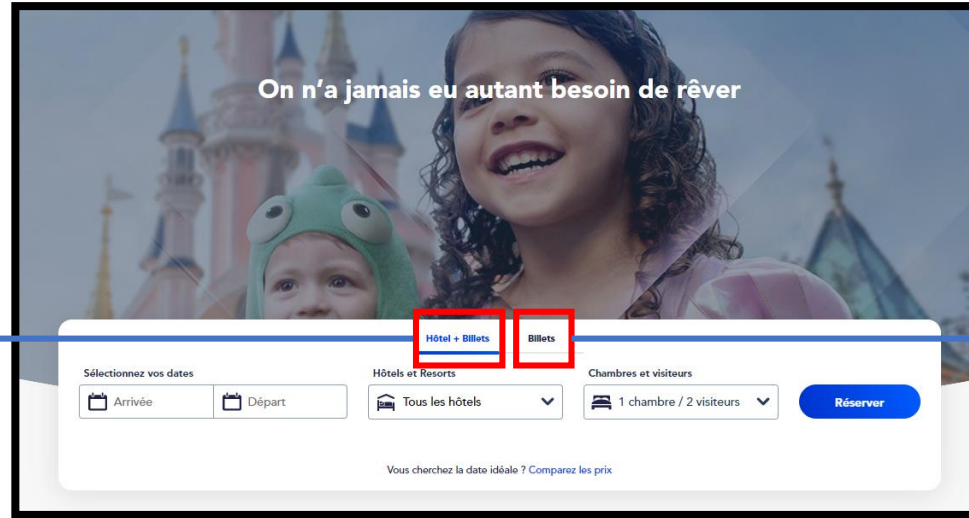 On n'a jamais eu autant besoin de rêver
Hôtel + Billets Billets
Sélectionnez vos dates Hôtels et Resorts Chambres et visiteurs
Arrivée Départ Tous les hôtels 1 chambre / 2 visiteurs Réserver
Vous cherchez la date idéale ? Comparez les prix